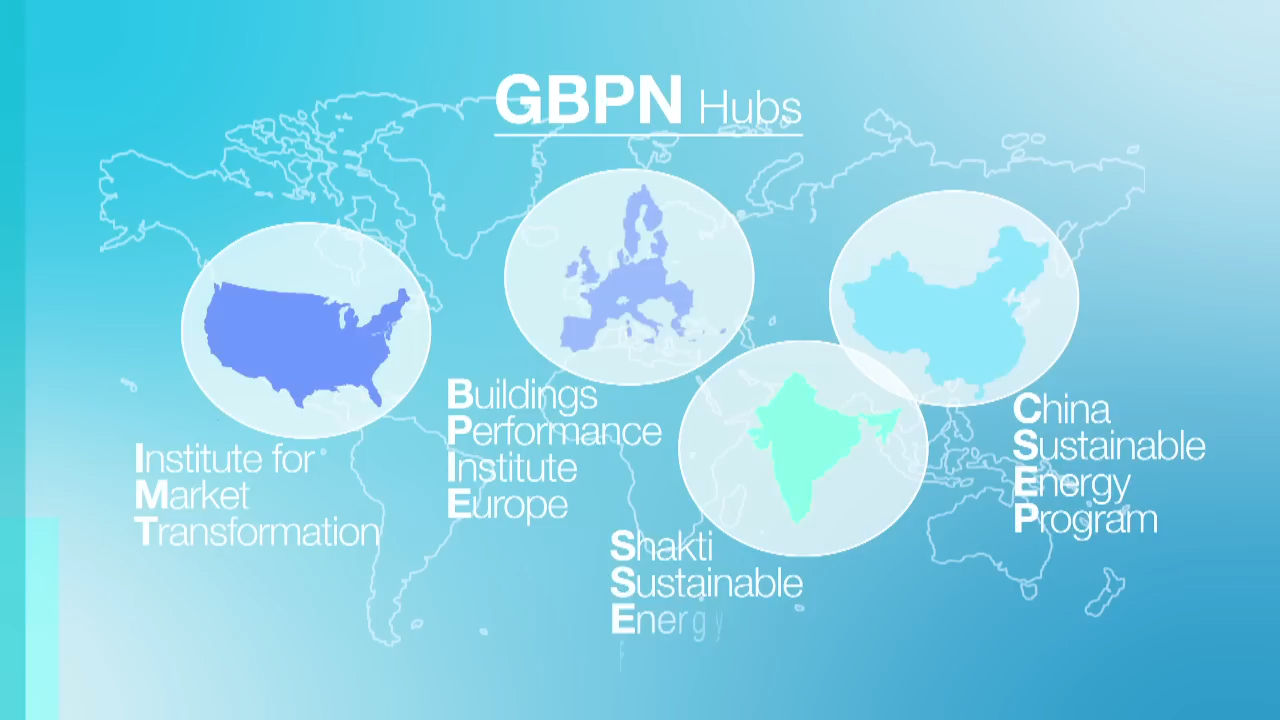 GBPN Hubs
Institute for
Market
Transformation
Buildings
Performance
Institute
Europe
Shakti
Sustainable
Energy
China
Sustainable
Energy
Program